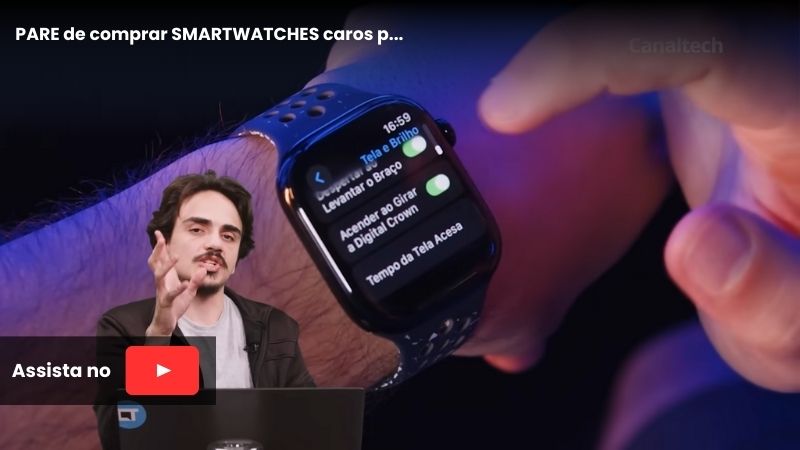 PARE de comprar SMARTWATCHES caros p...
Canaltech
16:59
Tela e Brilho
Despertar ao
Levantar o Braço
Acender ao Girar
a Digital Crown
Tempo da Tela Acesa
Assista no
CT